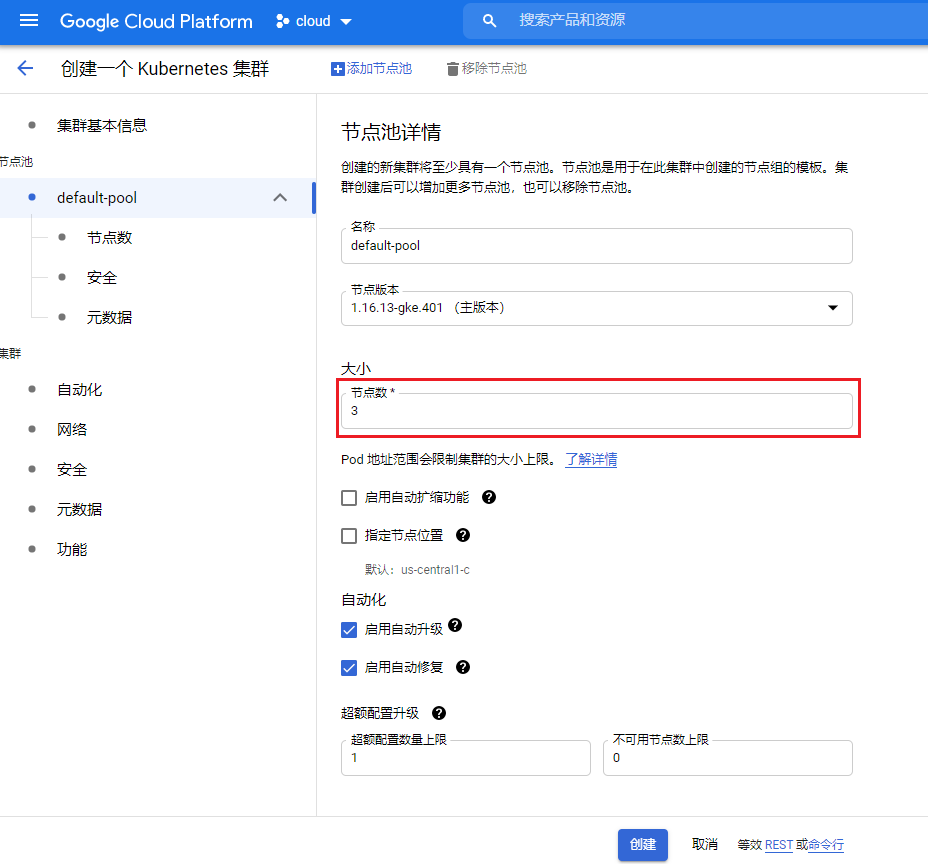 Google Cloud Platform
cloud
搜索产品和资源
创建一个 Kubernetes 集群
添加节点池
移除节点池
集群基本信息
节点池
default-pool
节点数
安全
元数据
集群
自动化
网络
安全
元数据
功能
节点池详情
创建的新集群将至少具有一个节点池。节点池是用于在此集群中创建的节点组的模板。集
群创建后可以增加更多节点池，也可以移除节点池。
名称
default-pool
节点版本
1.16.13-gke.401 （主版本）
大小
节点数 *
3
Pod 地址范围会限制集群的大小上限。 了解详情
启用自动扩缩功能
指定节点位置
默认：us-central1-c
自动化
启用自动升级
启用自动修复
超额配置升级
超额配置数量上限
1
不可用节点数上限
0
创建
取消
等效 REST 或命令行